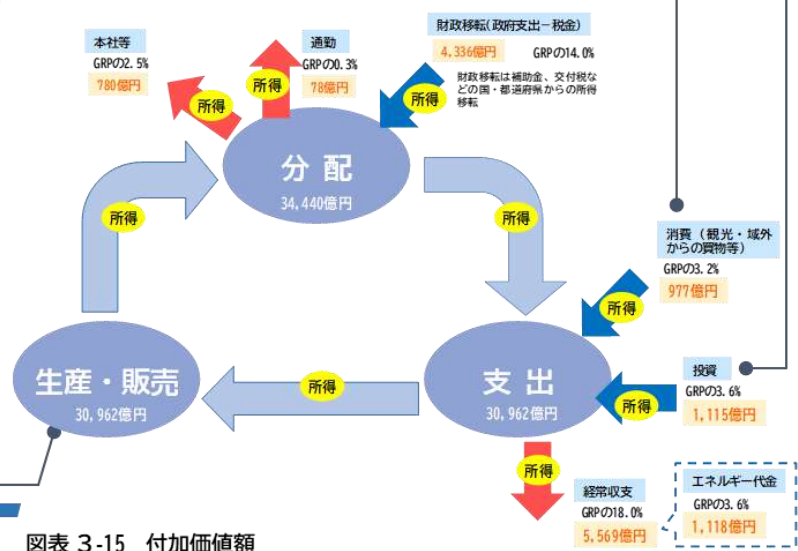 財政移転(政府支出−税金)
4,336億円 GRPの14.0%
財政移転は補助金、交付税な
どの国・都道府県からの所得
移転
所得
本社等
GRPの2.5%
780億円
所得
通勤
GRPの0.3%
78億円
所得
分配
34,440億円
所得
所得
消費（観光・域外
からの買物等）
GRPの3.2%
977億円
所得
生産・販売
30,962億円
所得
支出
30,962億円
投資
GRPの3.6%
1,115億円
所得
所得
経常収支
GRPの18.0%
5,569億円
エネルギー代金
GRPの3.6%
1,118億円
図表 3-15 付加価値額